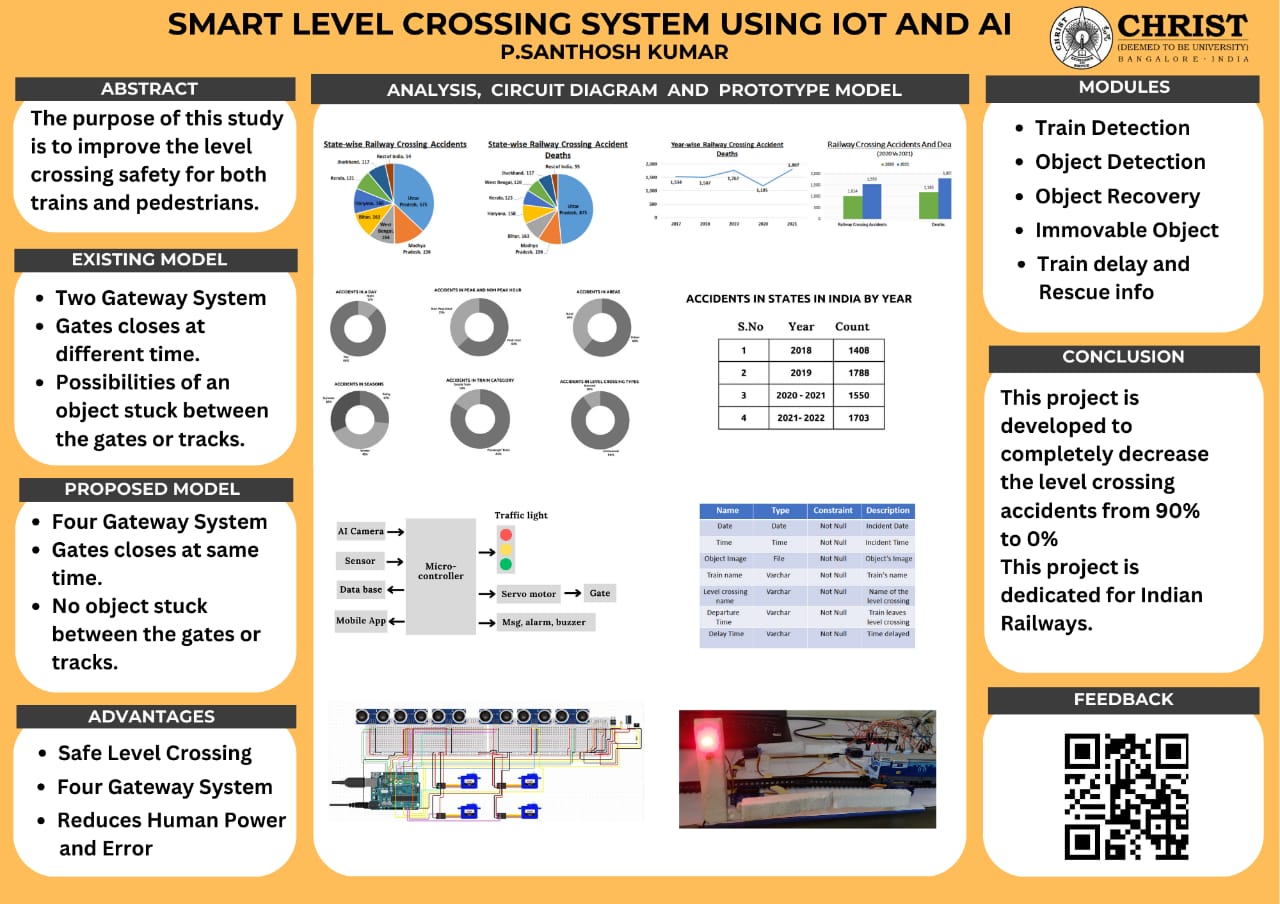 SMART LEVEL CROSSING SYSTEM USING IOT AND AI
P.SANTHOSH KUMAR
CHRIST
(DEEMED TO BE UNIVERSITY)
BANGALORE · INDIA
ABSTRACT
The purpose of this study
is to improve the level
crossing safety for both
trains and pedestrians.
EXISTING MODEL
Two Gateway System
Gates closes at
different time.
Possibilities of an
object stuck between
the gates or tracks.
PROPOSED MODEL
Four Gateway System
Gates closes at same
time.
No object stuck
between the gates or
tracks.
ADVANTAGES
Safe Level Crossing
Four Gateway System
Reduces Human Power
and Error
ANALYSIS, CIRCUIT DIAGRAM AND PROTOTYPE MODEL
State-wise Railway Crossing Accidents
Rest of India,
Jharkhand, 117
Kerala, 121
Haryana,
Bihar,
West
Bengal,
Uttar
Pradesh,
Madhya
Pradesh, 236
State-wise Railway Crossing Accident
Deaths
Rest of India,
Jharkhand, 117
West Bengal,
Kerala, 123
Haryana, 158
Bihar, 163
Madhya
Pradesh,
Uttar
Pradesh,
Year-wise Railway Crossing Accident
Deaths
2,000
1,500
1,000
500
0
1,762
1,185
1,807
2017
2018
2019
2020
2021
Railway Crossing Accidents And Dea
(2020 Vs 2021)
2020 2021
2,000
1,500
1,000
500
0
1,014
1,550
1,185
Railway Crossing Accidents
Deaths
ACCIDENTS IN A DAY
ACCIDENTS IN PEAK AND NON PEAK HOUR
ACCIDENTS IN AREAS
ACCIDENTS IN SEASONS
ACCIDENTS IN TRAIN CATEGORY
ACCIDENTS IN LEVEL CROSSING TYPES
ACCIDENTS IN STATES IN INDIA BY YEAR
S.No Year Count
1 2018 1408
2 2019 1788
3 2020 - 2021 1550
4 2021- 2022 1703
AI Camera
Sensor
Data base
Mobile App
Micro-
controller
Traffic light
Servo motor
Gate
Msg, alarm, buzzer
Name Type Constraint Description
Date Date Not Null Incident Date
Time Time Not Null Incident Time
Object Image File Not Null Object's Image
Train name Varchar Not Null Train's name
Level crossing name Varchar Not Null Name of the level crossing
Departure Time Varchar Not Null Train leaves level crossing
Delay Time Varchar Not Null Time delayed
MODULES
Train Detection
Object Detection
Object Recovery
Immovable Object
Train delay and
Rescue info
CONCLUSION
This project is
developed to
completely decrease
the level crossing
accidents from 90%
to 0%
This project is
dedicated for Indian
Railways.
FEEDBACK